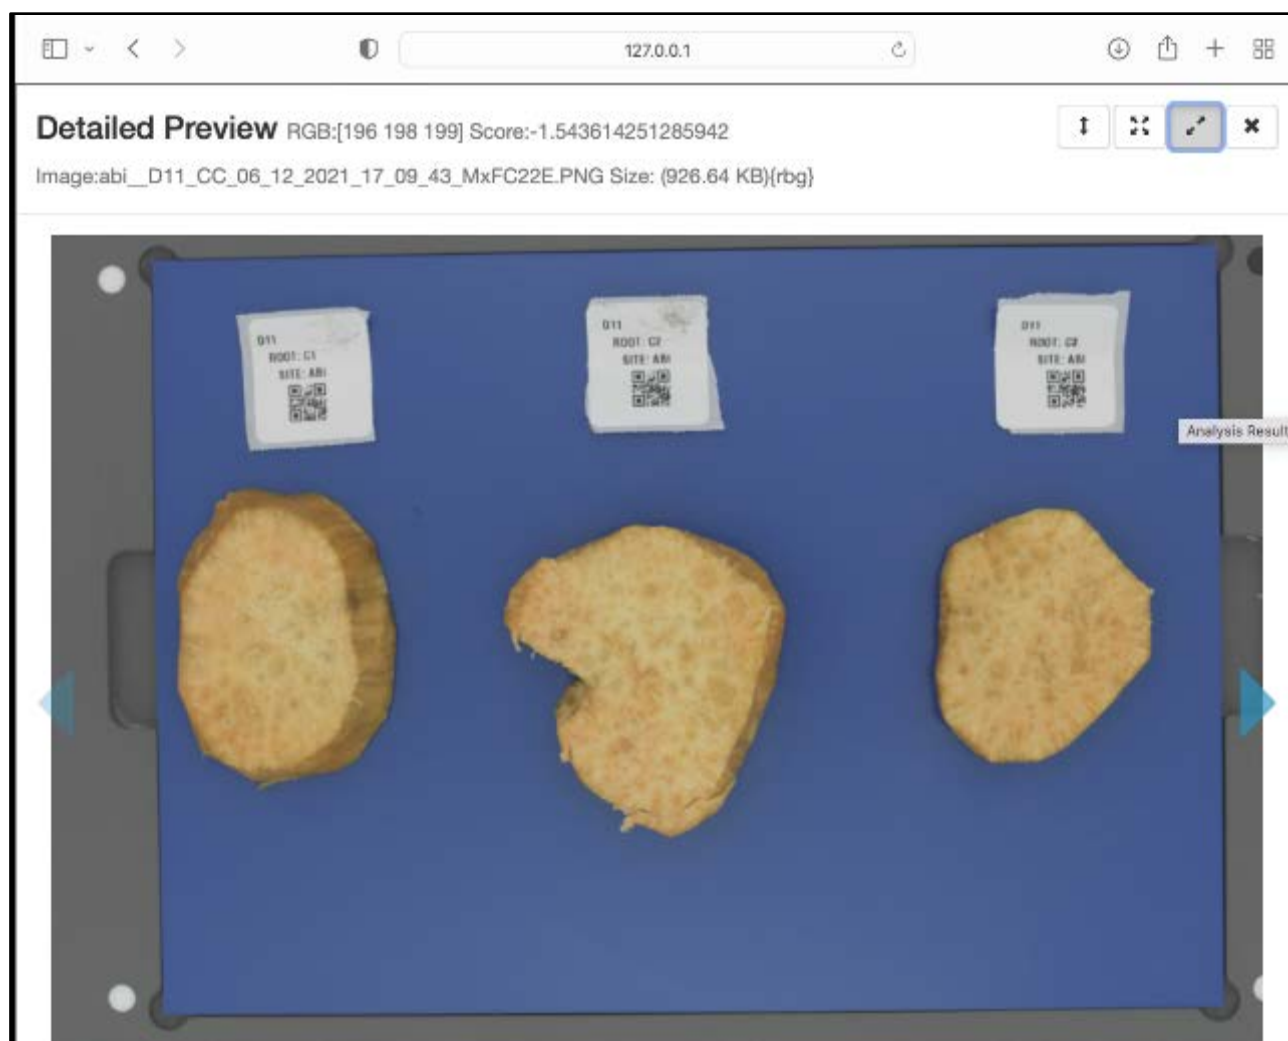 127.0.0.1
Detailed Preview RGB:[196 198 199] Score:-1.543614251285942
Image:abi__D11_CC_06_12_2021_17_09_43_MxFC22E.PNG Size: (926.64 KB){rbg}
D11
ROOT: C1
SITE: ABI
D11
ROOT: C2
SITE: ABI
D11
ROOT:
SITE: ABI
Analysis Result